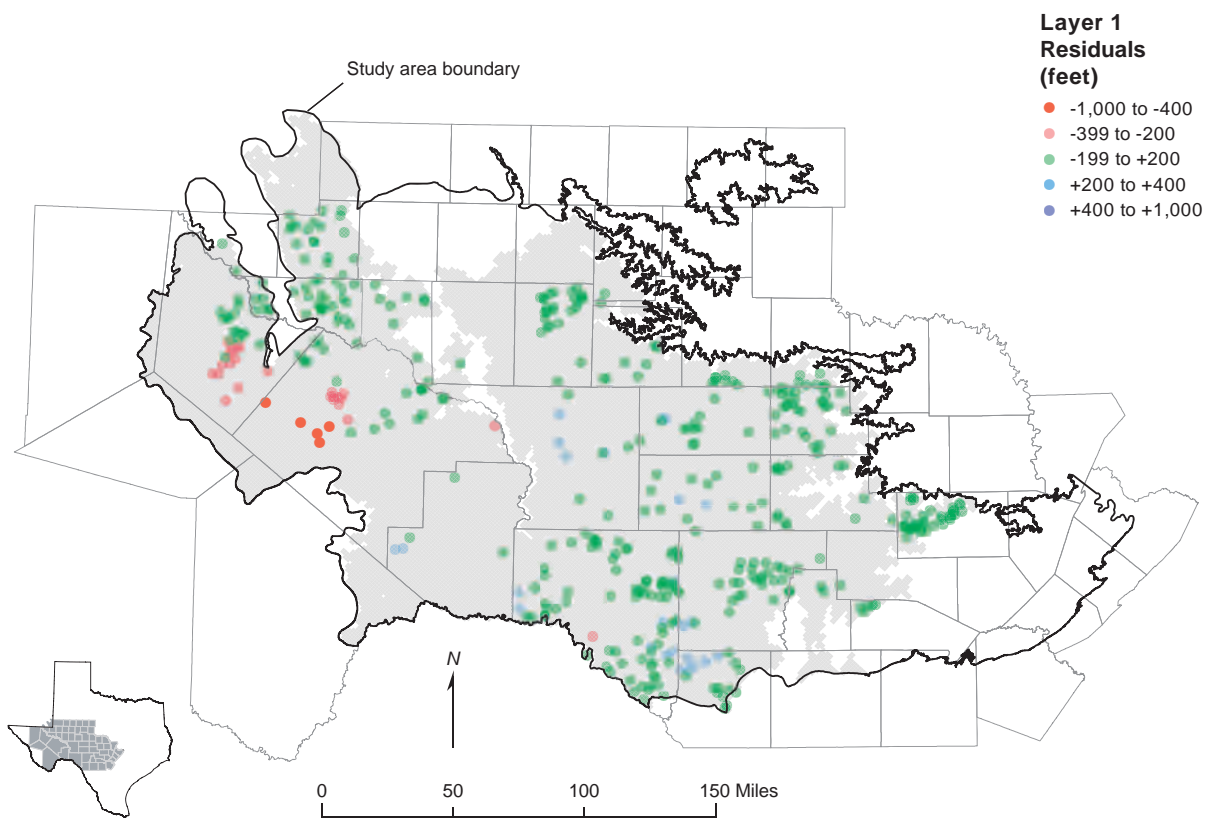 Layer 1
Residuals
(feet)
-1,000 to -400
-399 to -200
-199 to +200
+200 to +400
+400 to +1,000
Study area boundary
N
0 50 100 150 Miles